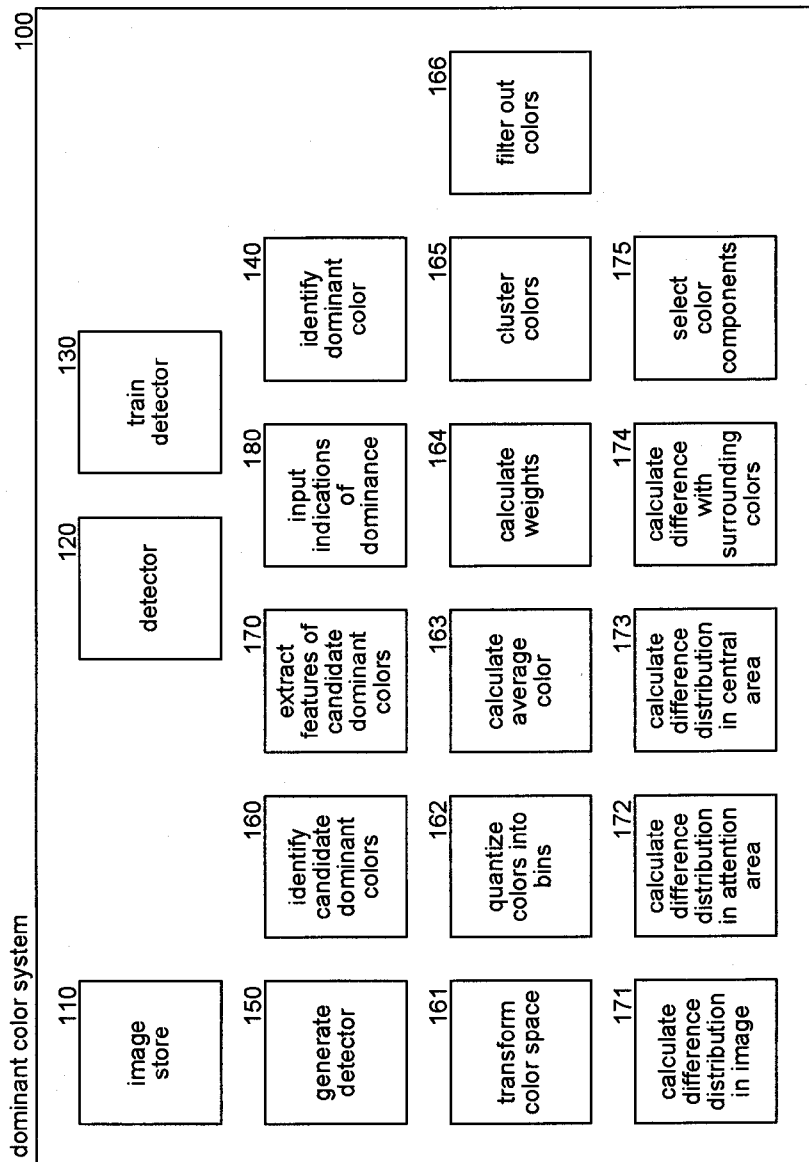 dominant color system
100
110
image
store
120
detector
130
train
detector
150
generate
detector
160
identify
candidate
dominant
colors
170
extract
features of
candidate
dominant
colors
180
input
indications
of
dominance
140
identify
dominant
color
161
transform
color space
162
quantize
colors into
bins
163
calculate
average
color
164
calculate
weights
165
cluster
colors
166
filter out
colors
171
calculate
difference
distribution
in image
172
calculate
difference
distribution
in attention
area
173
calculate
difference
distribution
in central
area
174
calculate
difference
with
surrounding
colors
175
select
color
components